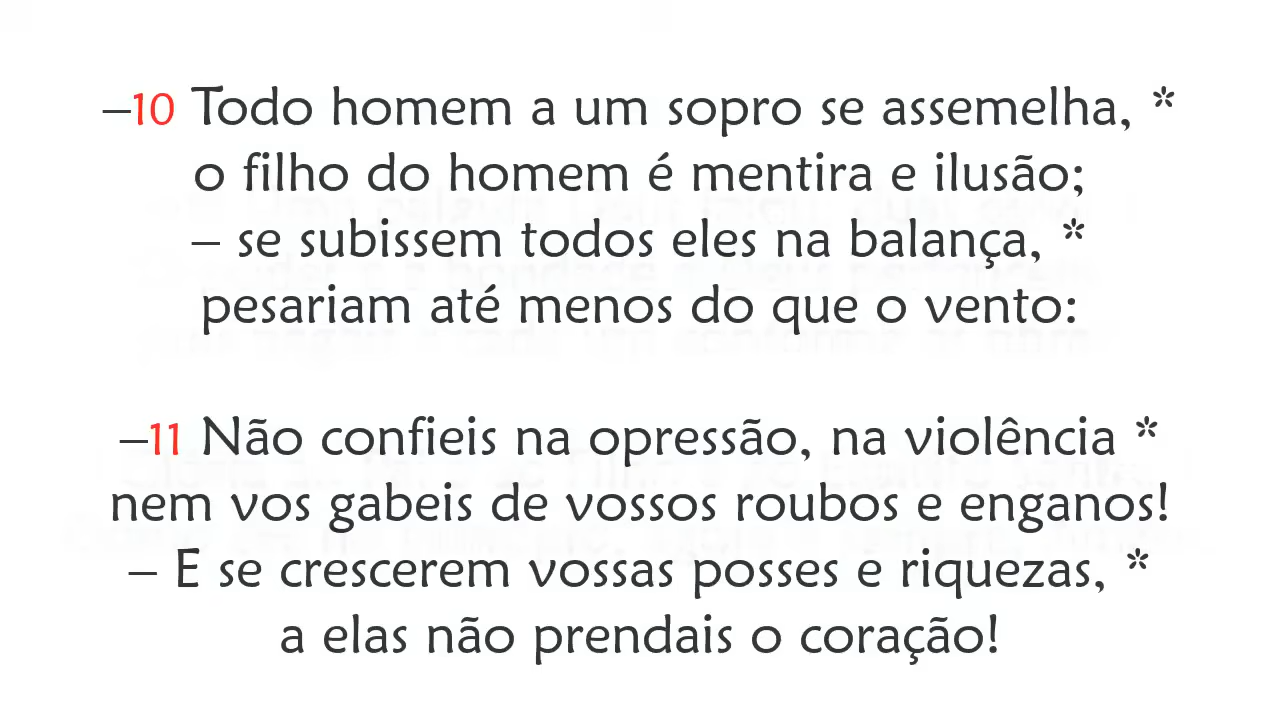 –10 Todo homem a um sopro se assemelha, *
o filho do homem é mentira e ilusão;
– se subissem todos eles na balança, *
pesariam até menos do que o vento:
–11 Não confieis na opressão, na violência *
nem vos gabeis de vossos roubos e enganos!
– E se crescerem vossas posses e riquezas, *
a elas não prendais o coração!